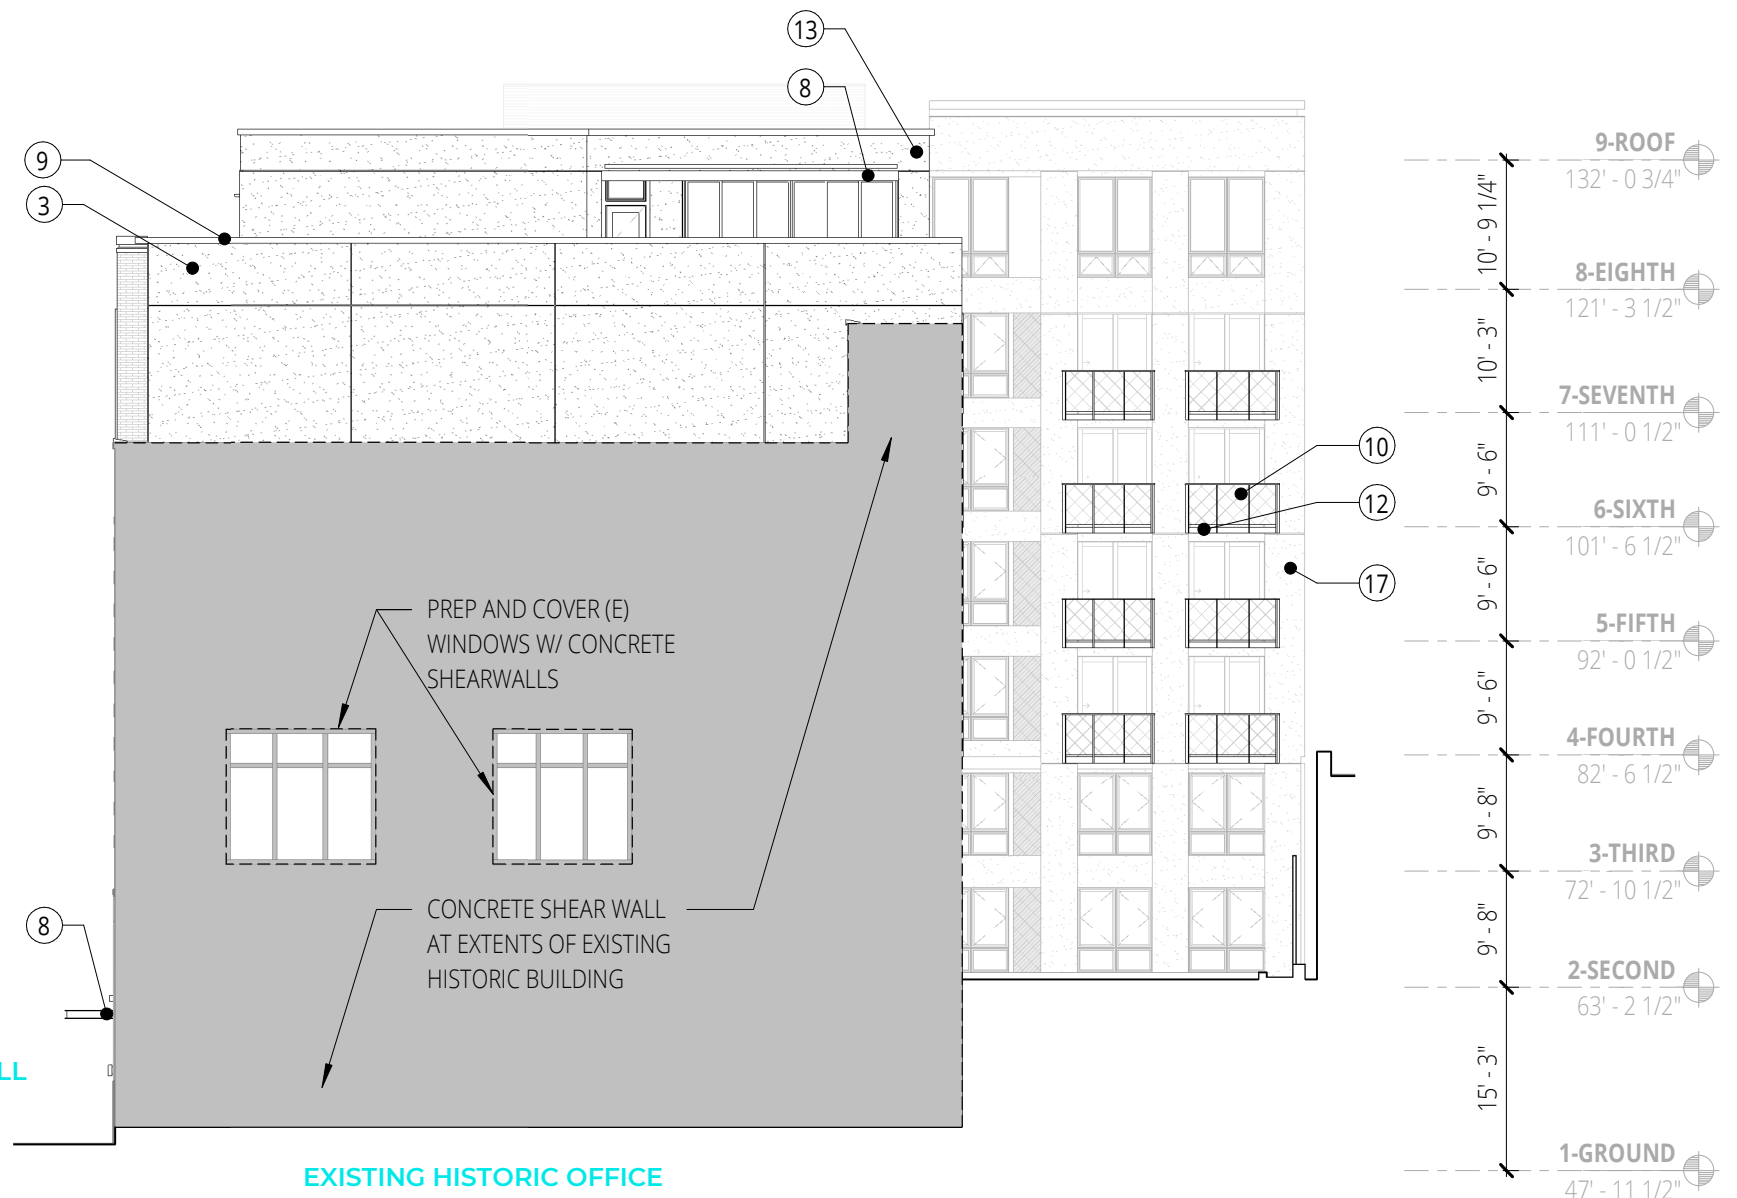 13
8
9
3
9-ROOF
132' - 0 3/4"
10' - 9 1/4"
8-EIGHTH
121' - 3 1/2"
10' - 3"
7-SEVENTH
111' - 0 1/2"
10
9' - 6"
12
6-SIXTH
101' - 6 1/2"
17
9' - 6"
PREP AND COVER (E)
WINDOWS W/ CONCRETE
SHEARWALLS
5-FIFTH
92' - 0 1/2"
9' - 6"
4-FOURTH
82' - 6 1/2"
9' - 8"
3-THIRD
72' - 10 1/2"
8
CONCRETE SHEAR WALL
AT EXTENTS OF EXISTING
HISTORIC BUILDING
9' - 8"
2-SECOND
63' - 2 1/2"
LL
15' - 3"
1-GROUND
47' - 11 1/2"
EXISTING HISTORIC OFFICE